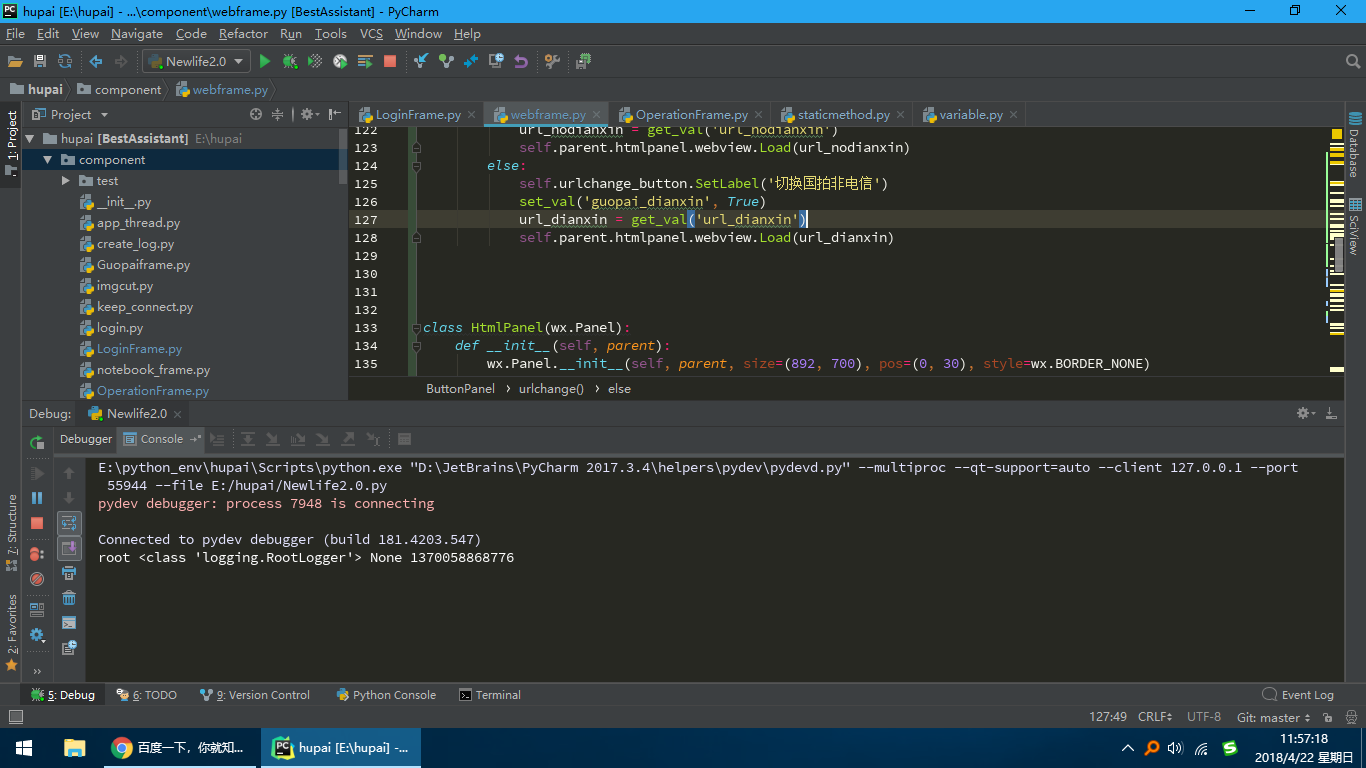 hupai [E:\hupai] - ...\component\webframe.py [BestAssistant] - PyCharm
File Edit View Navigate Code Refactor Run Tools VCS Window Help
Newlife2.0
hupai component webframe.py
1: Project
Project
LoginFrame.py webframe.py OperationFrame.py staticmethod.py variable.py
hupai [BestAssistant] E:\hupai
component
test
__init__.py
app_thread.py
create_log.py
Guopaiframe.py
imgcut.py
keep_connect.py
login.py
LoginFrame.py
notebook_frame.py
OperationFrame.py
122 url_nodianxin = get_val('url_nodianxin')
123 self.parent.htmlpanel.webview.Load(url_nodianxin)
124 else:
125 self.urlchange_button.SetLabel('切换国拍非电信')
126 set_val('guopai_dianxin', True)
127 url_dianxin = get_val('url_dianxin')
128 self.parent.htmlpanel.webview.Load(url_dianxin)
129
130
131
132
133 class HtmlPanel(wx.Panel):
134 def __init__(self, parent):
135 wx.Panel.__init__(self, parent, size=(892, 700), pos=(0, 30), style=wx.BORDER_NONE)
ButtonPanel urlchange() else
Database
SciView
Debug: Newlife2.0
Debugger Console
E:\python_env\hupai\Scripts\python.exe "D:\JetBrains\PyCharm 2017.3.4\helpers\pydev\pydevd.py" --multiproc --qt-support=auto --client 127.0.0.1 --port
55944 --file E:/hupai/Newlife2.0.py
pydev debugger: process 7948 is connecting
Connected to pydev debugger (build 181.4203.547)
root <class 'logging.RootLogger'> None 1370058868776
7: Structure
2: Favorites
5: Debug 6: TODO 9: Version Control Python Console Terminal Event Log
127:49 CRLF UTF-8 Git: master
百度一下，你就知... hupai [E:\hupai] -...
11:57:18
2018/4/22 星期日